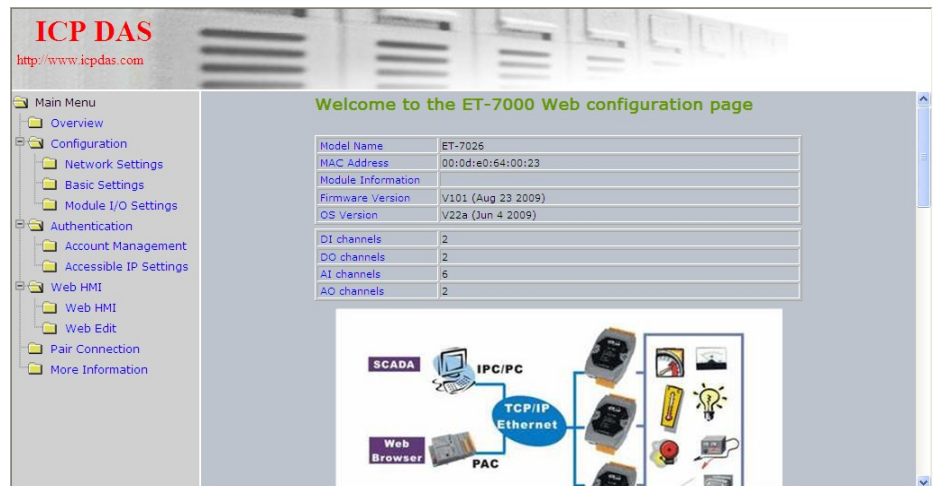 ICP DAS
http://www.icpdas.com
Main Menu
Overview
Configuration
Network Settings
Basic Settings
Module I/O Settings
Authentication
Account Management
Accessible IP Settings
Web HMI
Web HMI
Web Edit
Pair Connection
More Information
Welcome to the ET-7000 Web configuration page
Model Name ET-7026
MAC Address 00:0d:e0:64:00:23
Module Information
Firmware Version V101 (Aug 23 2009)
OS Version V22a (Jun 4 2009)
DI channels 2
DO channels 2
AI channels 6
AO channels 2
SCADA
IPC/PC
TCP/IP
Ethernet
Web
Browser
PAC